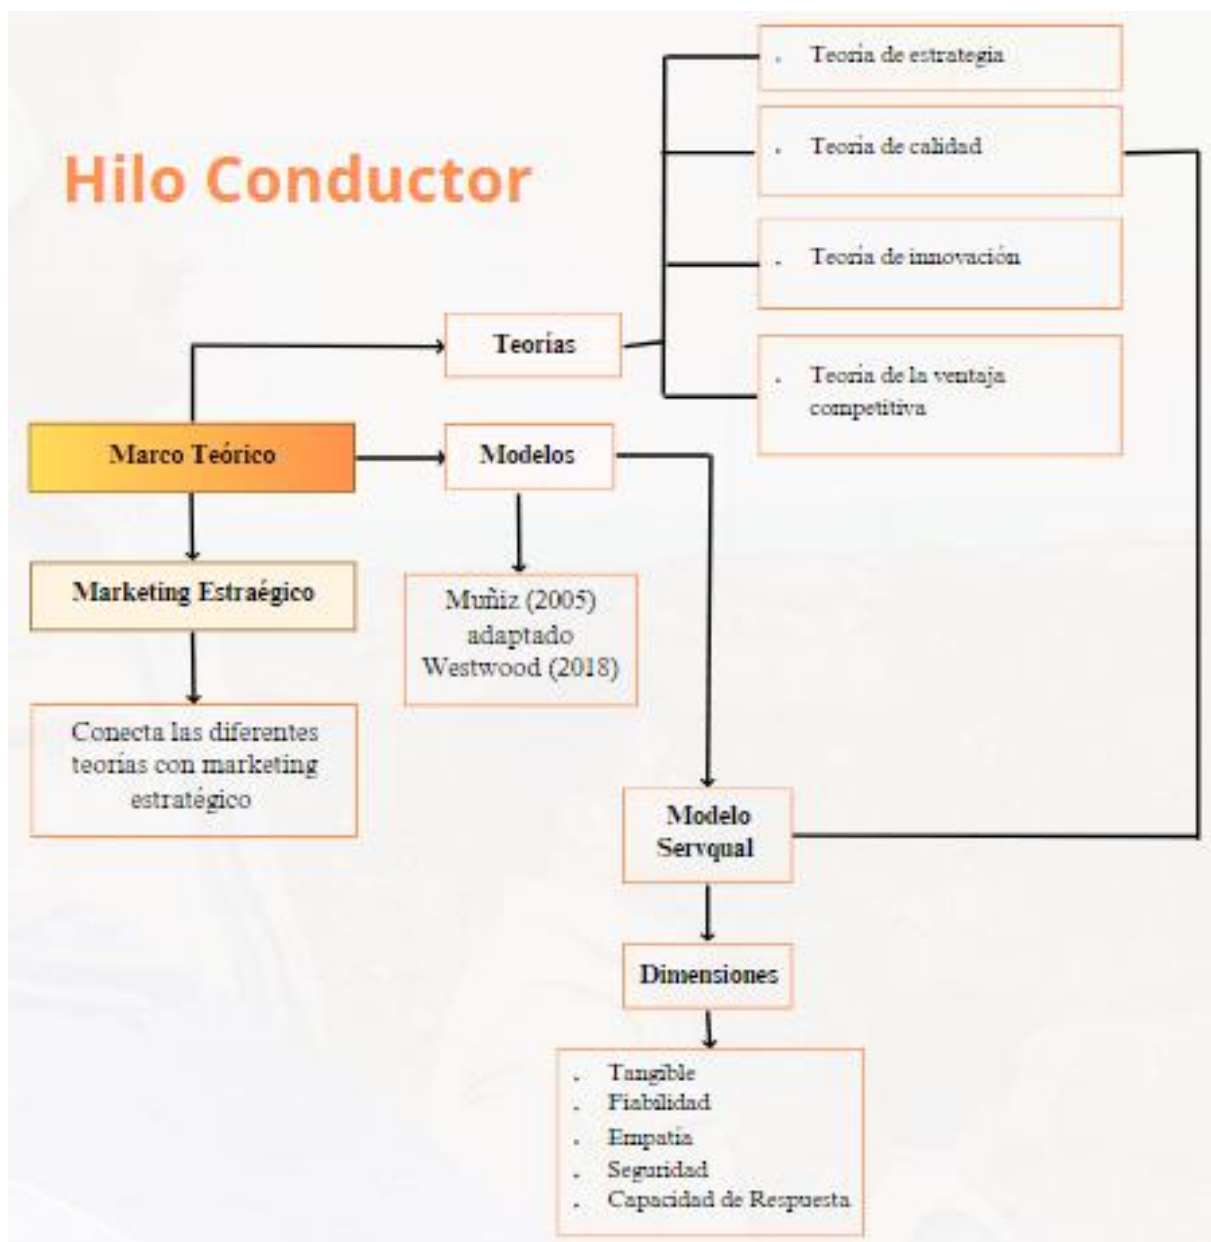 Hilo Conductor
. Teoría de estrategia
. Teoria de calidad
. Teoría de innovación
. Teoria de la ventaja
competitiva
Teorías
Marco Teórico
Modelos
Marketing Estraégico
Muñiz (2005)
adaptado
Westwood (2018)
Conecta las diferentes
teorías con marketing
estratégico
Modelo
Servqual
Dimensiones
. Tangible
. Fiabilidad
. Empatía
. Seguridad
. Capacidad de Respuesta